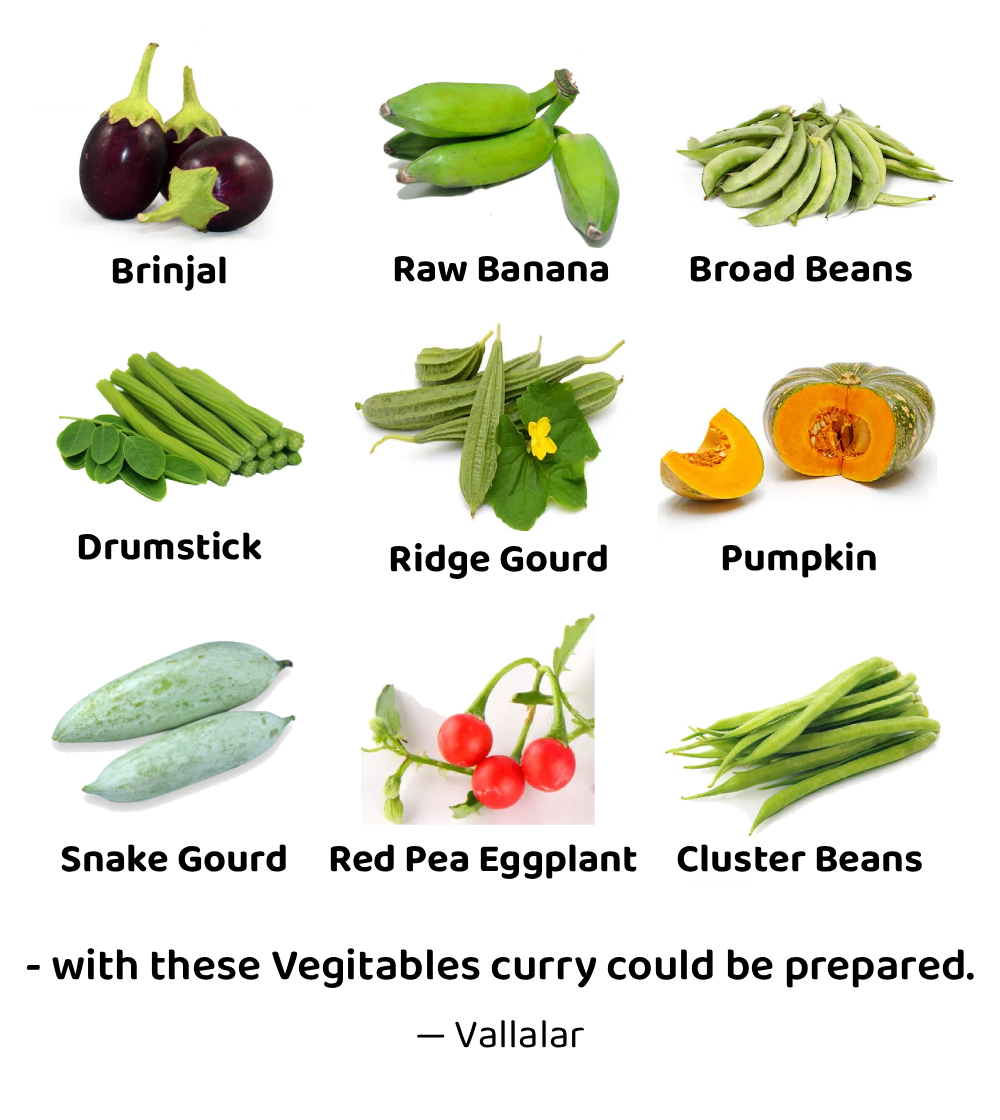 Brinjal
Raw Banana
Broad Beans
Drumstick
Ridge Gourd
Pumpkin
Snake Gourd
Red Pea Eggplant
Cluster Beans
- with these Vegitables curry could be prepared.
— Vallalar